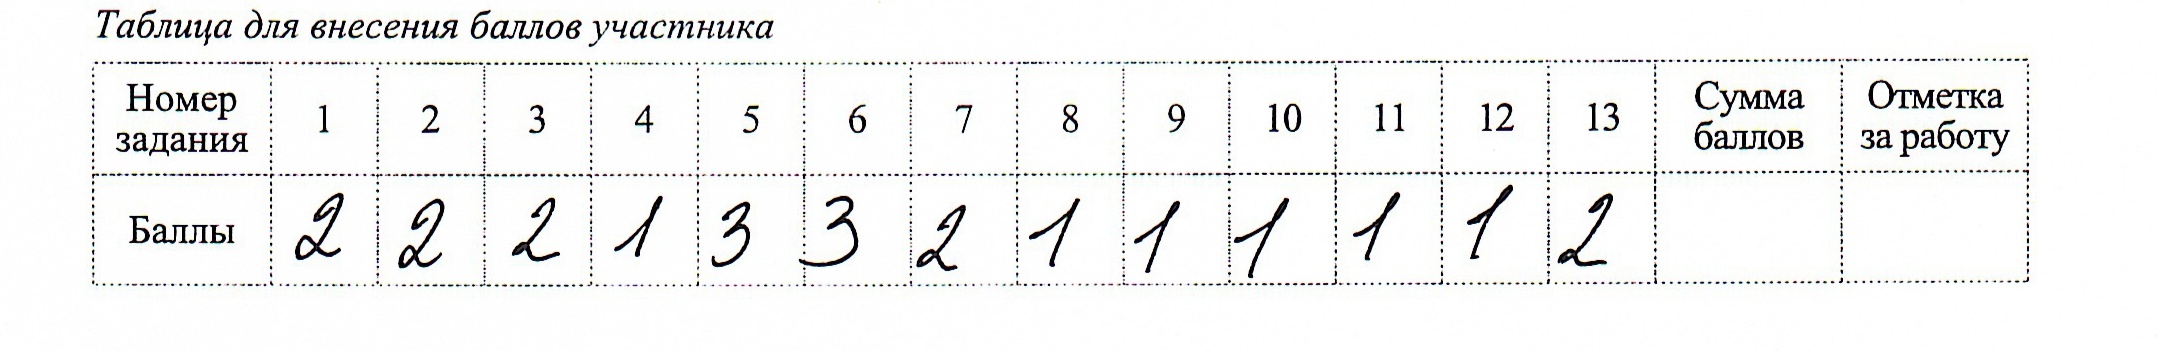 Таблица для внесения баллов участника
Номер задания 1 2 3 4 5 6 7 8 9 10 11 12 13 Сумма баллов Отметка за работу
Баллы 2 2 2 1 3 3 2 1 1 1 1 1 2